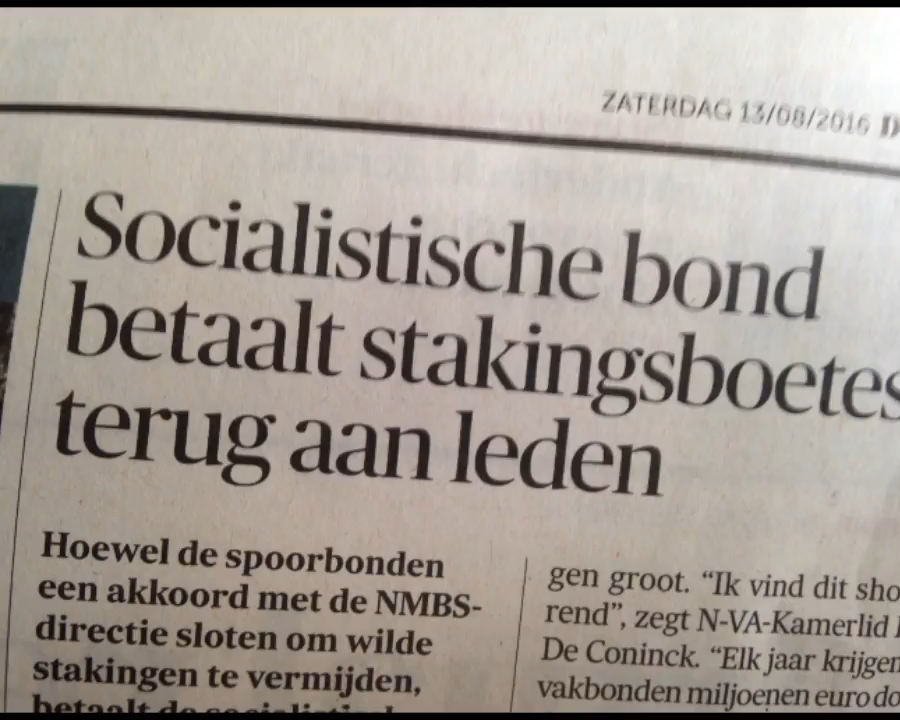 ZATERDAG 13/08/2016
Socialistische bond
betaalt stakingsboetes
terug aan leden
Hoewel de spoorbonden
een akkoord met de NMBS-
directie sloten om wilde
stakingen te vermijden,
betaalt de
gen groot. “Ik vind dit sho
rend”, zegt N-VA-Kamerlid
De Coninck. “Elk jaar krijgen
vakbonden miljoenen euro do